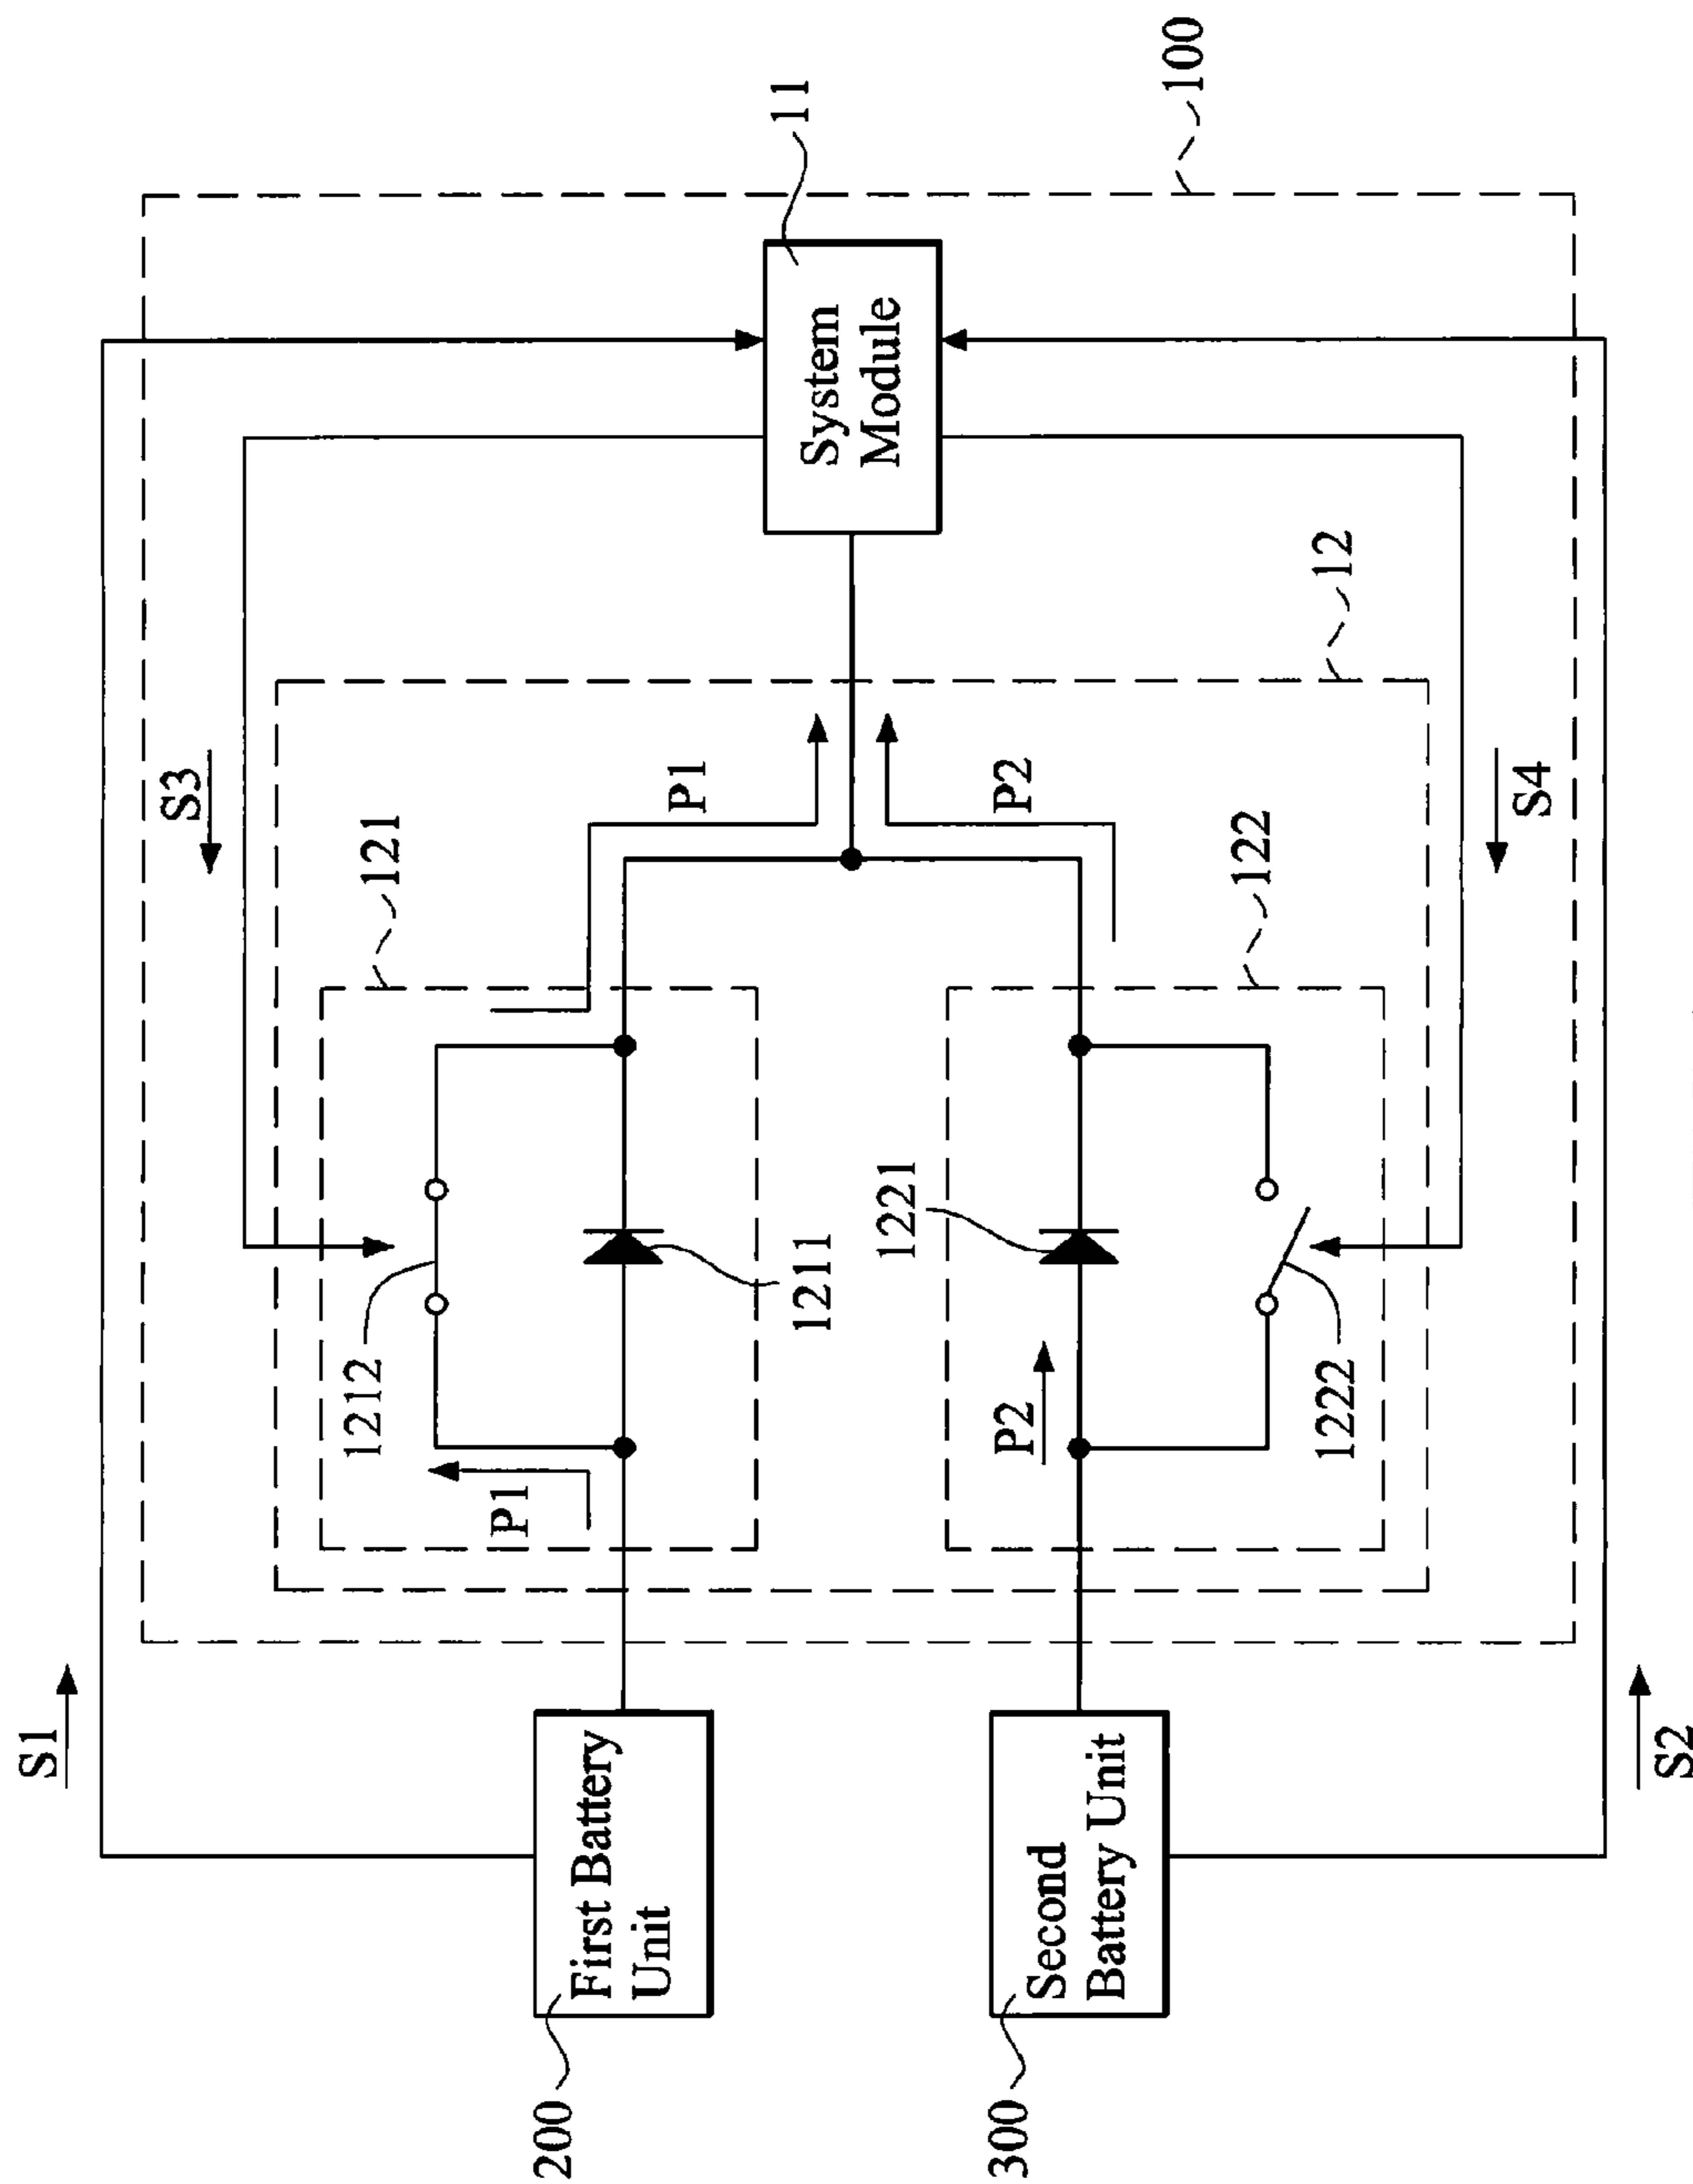 S1
S3
100
11
System
Module
12
121
P1
P1
1212
1211
200
First Battery
Unit
P2
P2
1221
122
1222
300
Second
Battery Unit
S4
S2